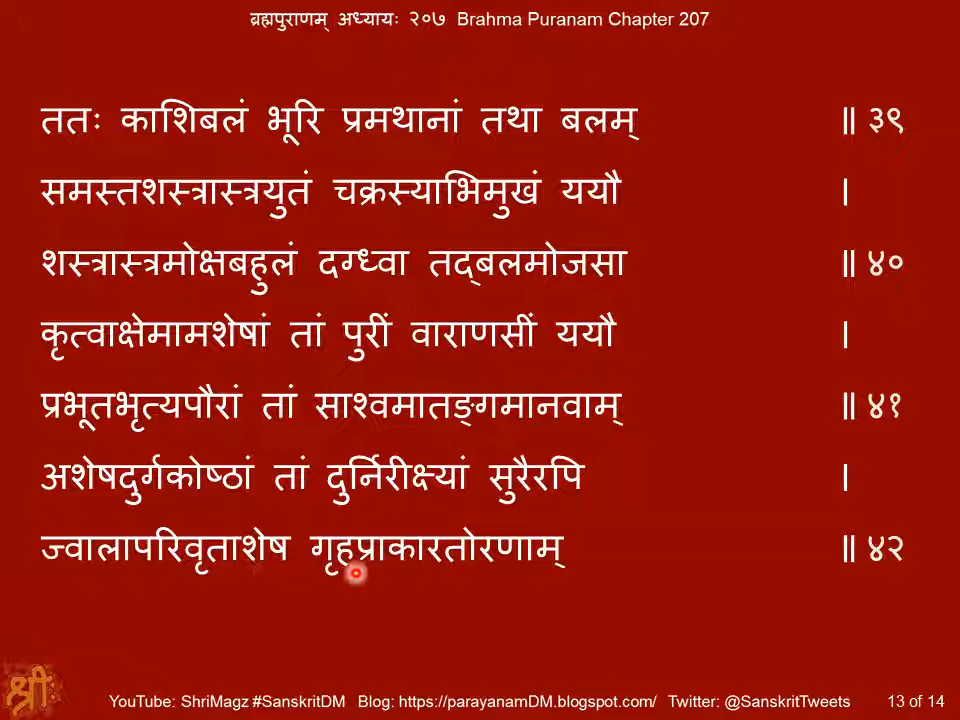 ब्रह्मपुराणम् अध्यायः २०७ Brahma Puranam Chapter 207
ततः काशिबलं भूरि प्रमथानां तथा बलम् ॥ ३९
समस्तशस्त्रास्त्रयुतं चक्रस्याभिमुखं ययौ ।
शस्त्रास्त्रमोक्षबहुलं दग्ध्वा तद्बलमोजसा ॥ ४०
कृत्वाक्षेमामशेषां तां पुरीं वाराणसीं ययौ ।
प्रभूतभृत्यपौरां तां साश्वमातङ्गमानवाम् ॥ ४१
अशेषदुर्गकोष्ठां तां दुर्निरीक्ष्यां सुरैरपि ।
ज्वालापरिवृताशेष गृहप्राकारतोरणाम् ॥ ४२
श्रीः
YouTube: ShriMagz #SanskritDM Blog: https://parayanamDM.blogspot.com/ Twitter: @SanskritTweets 13 of 14